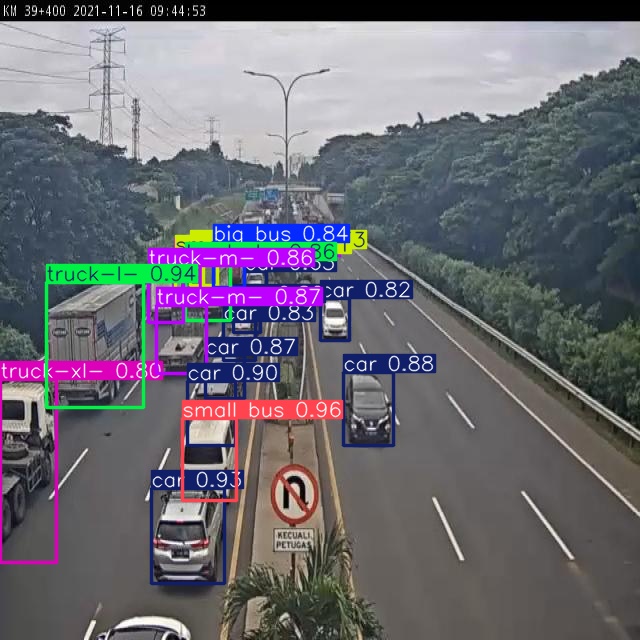 KM 39+400 2021-11-16 09:44:53
big bus 0.84
truck-m- 0.86
truck-l- 0.94
truck-m- 0.87
car 0.82
car 0.83
car 0.87
truck-xl- 0.80
car 0.90
car 0.88
small bus 0.96
car 0.93
KECUALI
PETUGAS